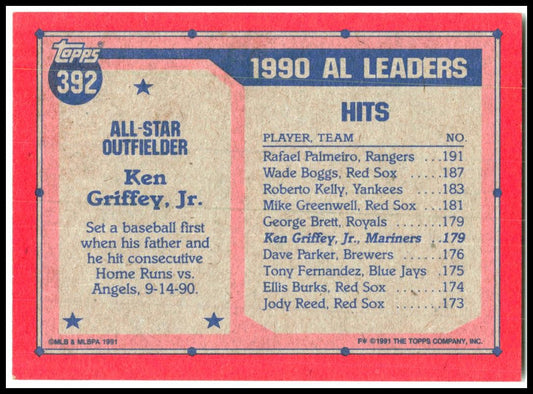 Topps
392
ALL-STAR
OUTFIELDER
Ken
Griffey, Jr.
Set a baseball first
when his father and
he hit consecutive
Home Runs vs.
Angels, 9-14-90.
©MLB & MLBPA 1991
1990 AL LEADERS
HITS
PLAYER, TEAM NO.
Rafael Palmeiro, Rangers ...191
Wade Boggs, Red Sox ......187
Roberto Kelly, Yankees .....183
Mike Greenwell, Red Sox ...181
George Brett, Royals .......179
Ken Griffey, Jr., Mariners ..179
Dave Parker, Brewers ......176
Tony Fernandez, Blue Jays .175
Ellis Burks, Red Sox .......174
Jody Reed, Red Sox ........173
F* ©1991 THE TOPPS COMPANY, INC.